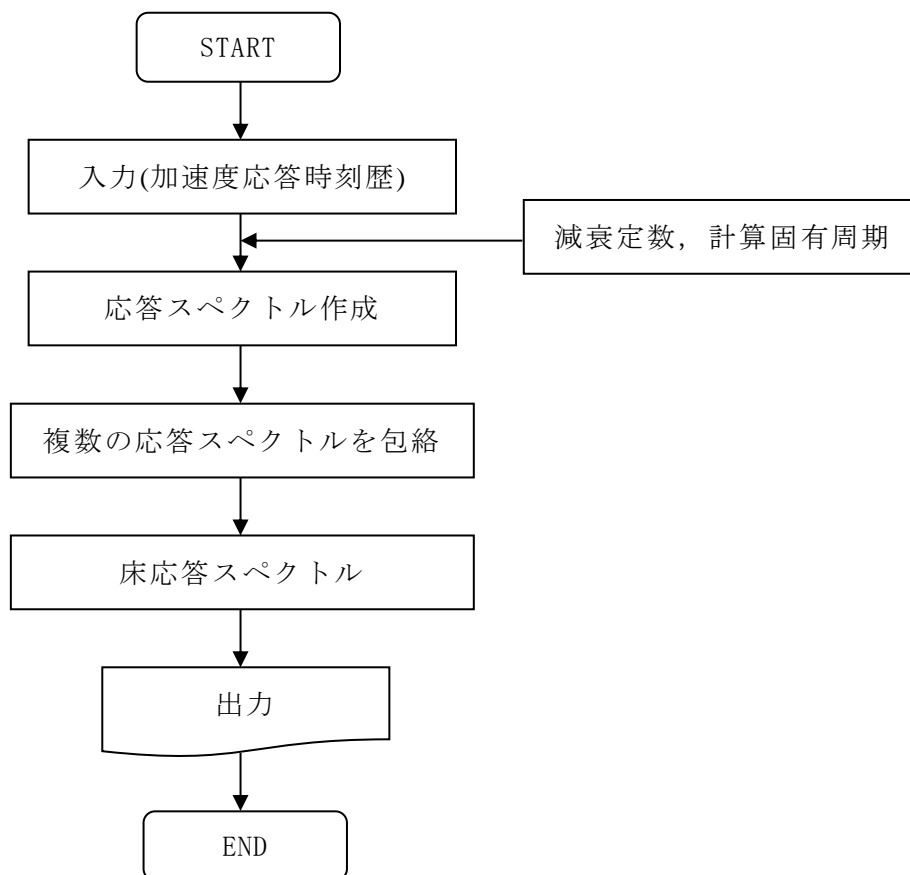 START
入力(加速度応答時刻歴)
減衰定数，計算固有周期
応答スペクトル作成
複数の応答スペクトルを包絡
床応答スペクトル
出力
END